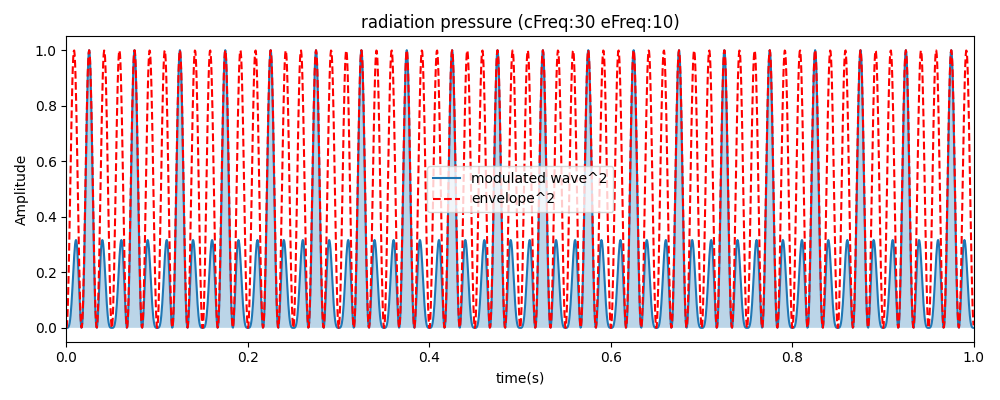 radiation pressure (cFreq:30 eFreq:10)
Amplitude
1.0
0.8
0.6
0.4
0.2
0.0
modulated wave^2
envelope^2
0.0 0.2 0.4 0.6 0.8 1.0
time(s)